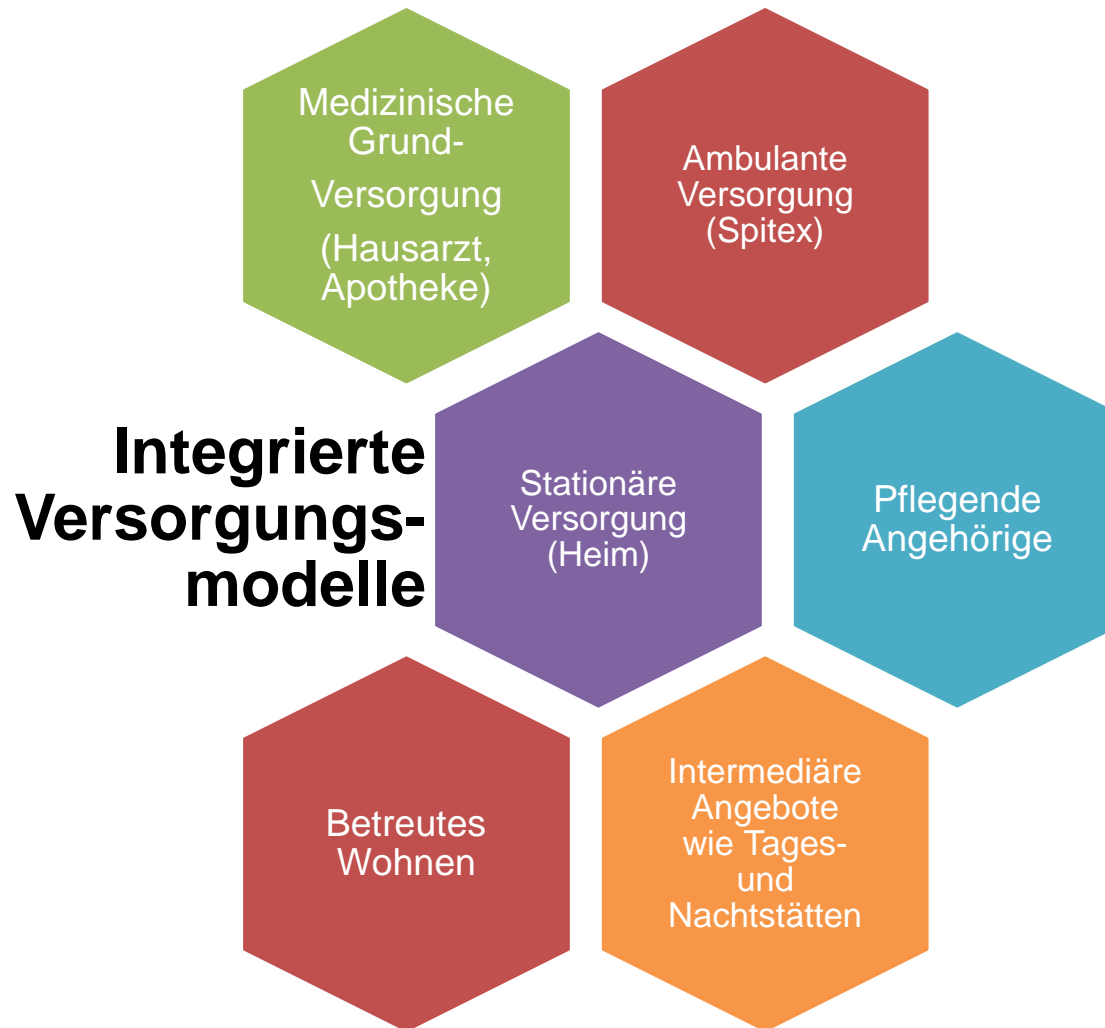 Medizinische
Grund-
Versorgung
(Hausarzt,
Apotheke)
Ambulante
Versorgung
(Spitex)
Integrierte
Versorgungs-
modelle
Stationäre
Versorgung
(Heim)
Pflegende
Angehörige
Betreutes
Wohnen
Intermediäre
Angebote
wie Tages-
und
Nachtstätten